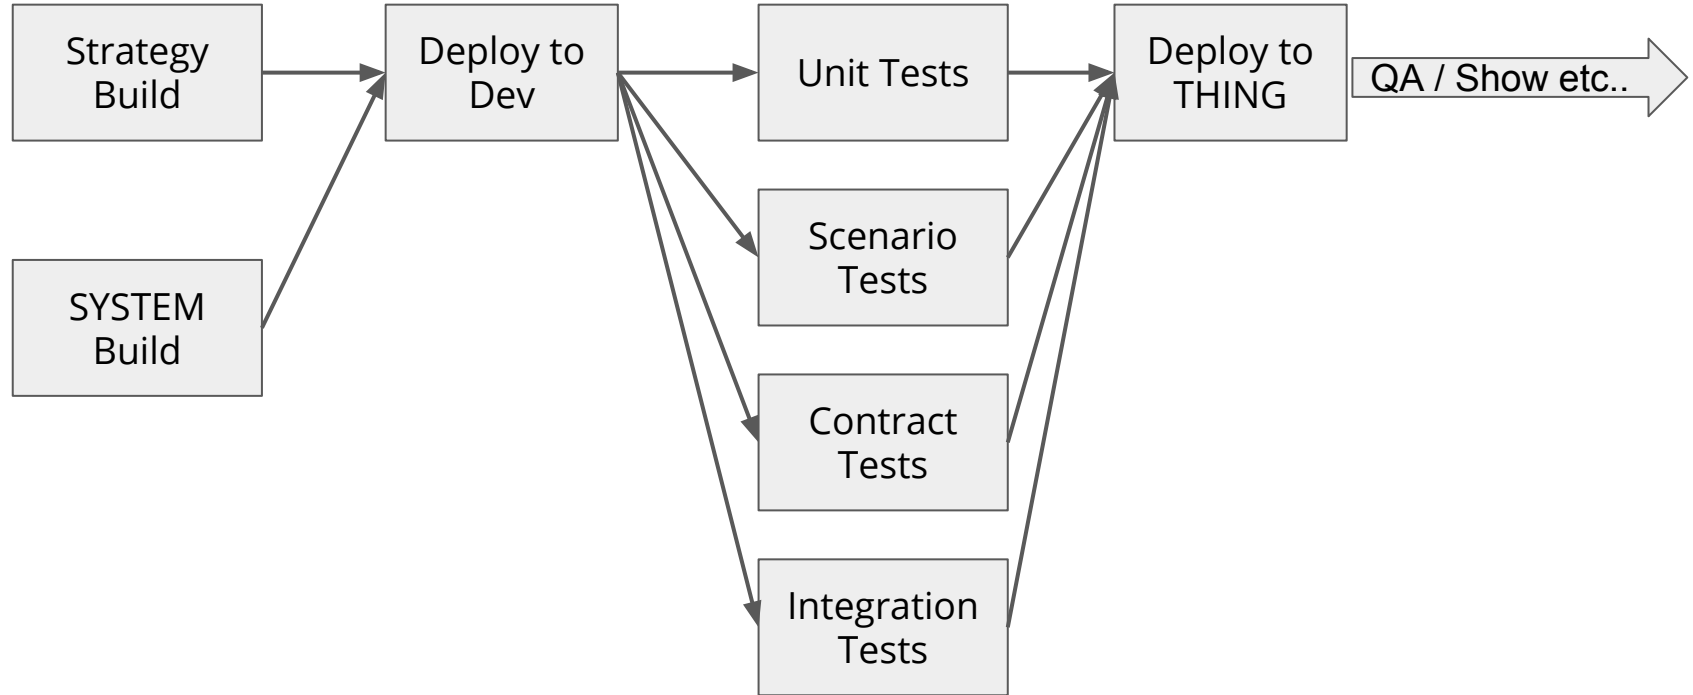 Strategy
Build
Deploy to
Dev
Unit Tests
Deploy to
THING
QA / Show etc..
Scenario
Tests
SYSTEM
Build
Contract
Tests
Integration
Tests